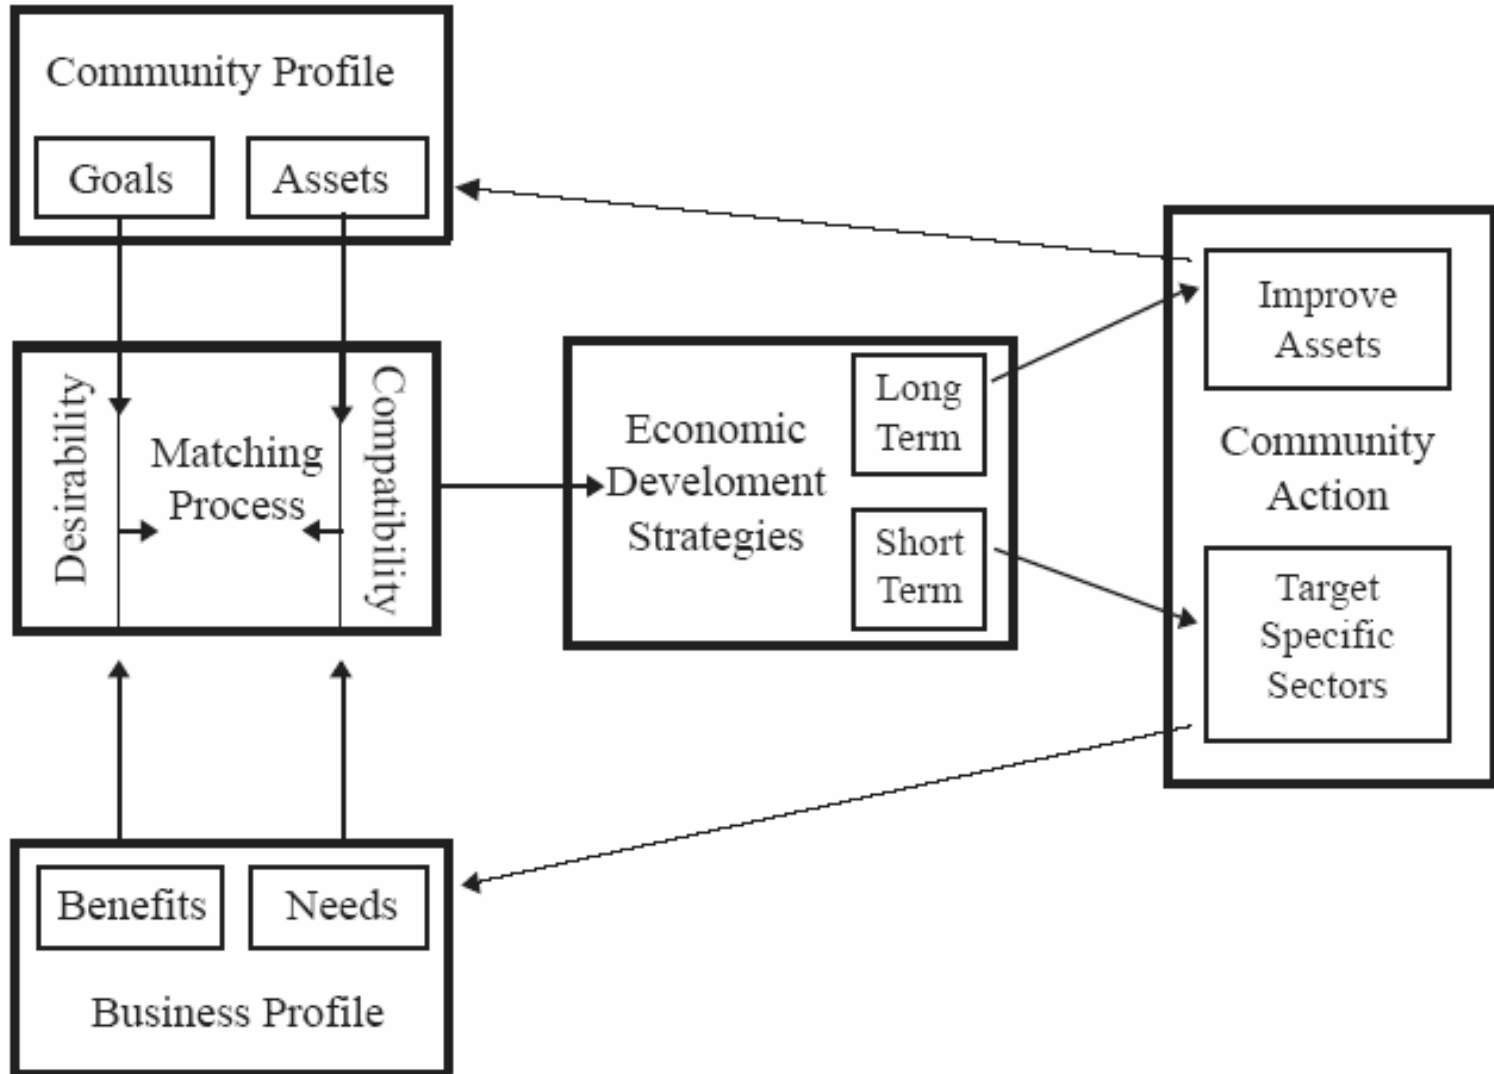 Community Profile
Goals
Assets
Desirability
Matching
Process
Compatibility
Economic
Develoment
Strategies
Long
Term
Short
Term
Improve
Assets
Community
Action
Target
Specific
Sectors
Benefits
Needs
Business Profile